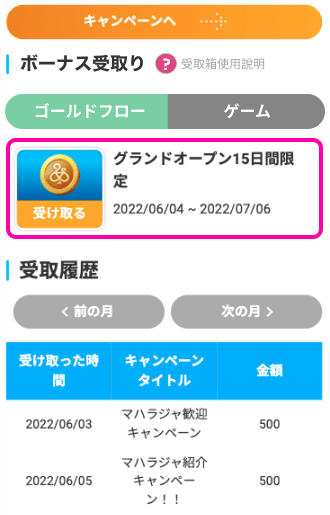 キャンペーンへ
ボーナス受取り ? 受取箱使用說明
ゴールドフロー ゲーム
グランドオープン15日間限
定
受け取る
2022/06/04 ~ 2022/07/06
受取履歴
< 前の月 次の月 >
受け取った時
間
キャンペーン
タイトル
金額
2022/06/03
マハラジャ歓迎
キャンペーン
500
2022/06/05
マハラジャ紹介
キャンペー
ン！！
500